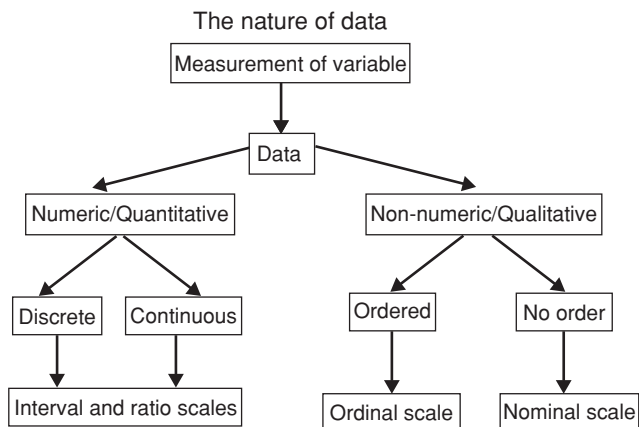 The nature of data
Measurement of variable
Data
Numeric/Quantitative
Non-numeric/Qualitative
Discrete
Continuous
Ordered
No order
Interval and ratio scales
Ordinal scale
Nominal scale